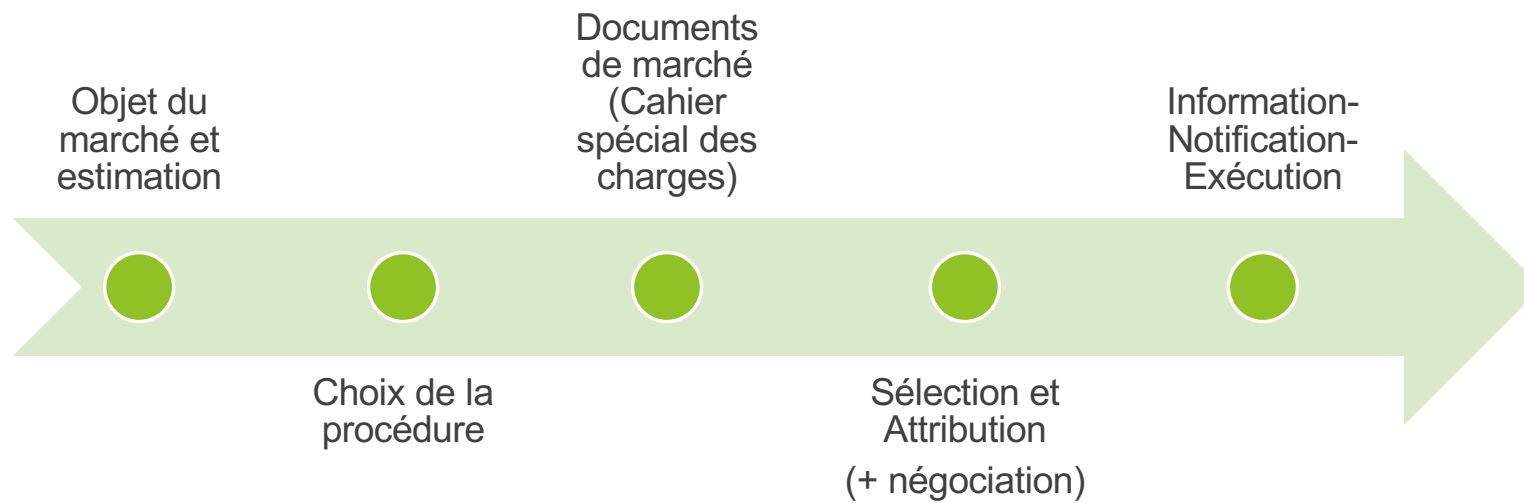 Objet du
marché et
estimation
Choix de la
procédure
Documents
de marché
(Cahier
spécial des
charges)
Sélection et
Attribution
(+ négociation)
Information-
Notification-
Exécution